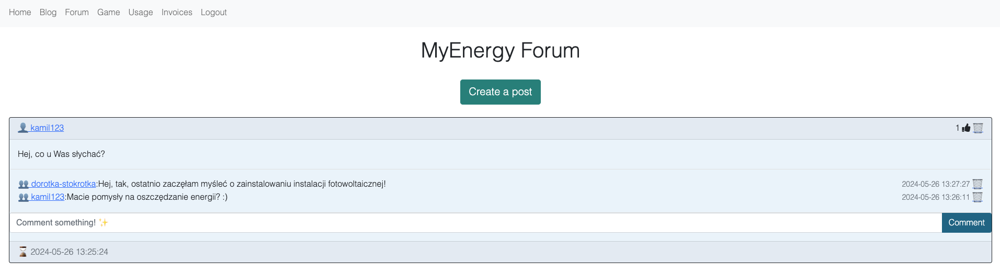 Home Blog Forum Game Usage Invoices Logout
MyEnergy Forum
Create a post
kamil123 1
Hej, co u Was słychać?
dorotka-stokrotka:Hej, tak, ostatnio zaczęłam myśleć o zainstalowaniu instalacji fotowoltaicznej! 2024-05-26 13:27:27
kamil123:Macie pomysły na oszczędzanie energii? :) 2024-05-26 13:26:11
Comment something! ✨ Comment
2024-05-26 13:25:24